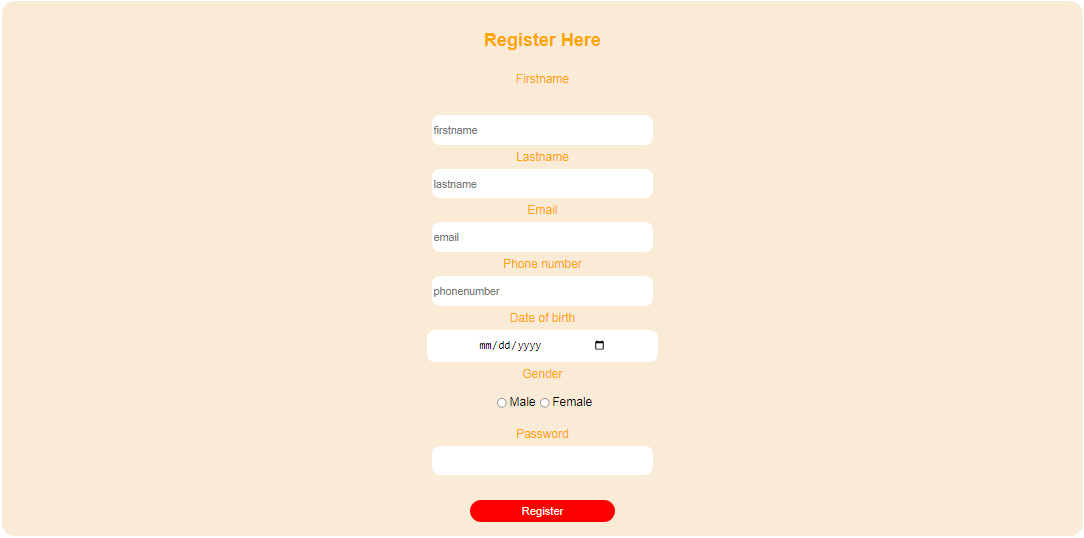 Register Here
Firstname
firstname
Lastname
lastname
Email
email
Phone number
phonenumber
Date of birth
mm/dd/yyyy
Gender
Male Female
Password
Register